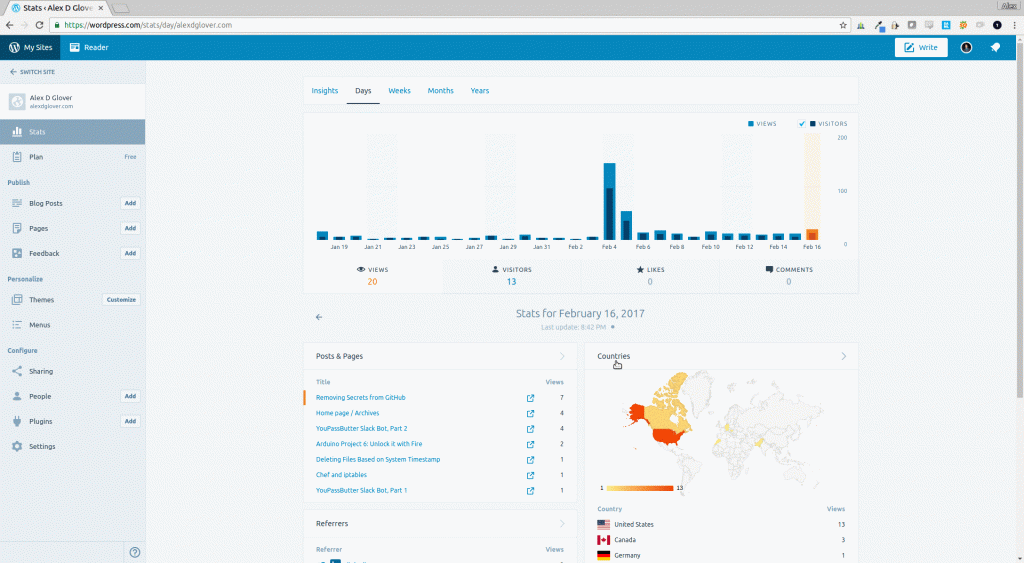 Stats ‹ Alex D Glove
Alex
https://wordpress.com/stats/day/alexdglover.com
My Sites
Reader
Write
SWITCH SITE
Alex D Glover
alexdglover.com
Stats
Plan Free
Publish
Blog Posts Add
Pages Add
Feedback Add
Personalize
Themes Customize
Menus
Configure
Sharing
People Add
Plugins Add
Settings
Insights Days Weeks Months Years
VIEWS VISITORS
200
100
0
Jan 19 Jan 21 Jan 23 Jan 25 Jan 27 Jan 29 Jan 31 Feb 2 Feb 4 Feb 6 Feb 8 Feb 10 Feb 12 Feb 14 Feb 16
VIEWS VISITORS LIKES COMMENTS
20 13 0 0
Stats for February 16, 2017
Last update: 8:42 PM
Posts & Pages
Title Views
Removing Secrets from GitHub 7
Home page / Archives 4
YouPassButter Slack Bot, Part 2 4
Arduino Project 6: Unlock it with Fire 2
Deleting Files Based on System Timestamp 1
Chef and iptables 1
YouPassButter Slack Bot, Part 1 1
Referrers
Referrer Views
Countries
1 13
Country Views
United States 13
Canada 3
Germany 1